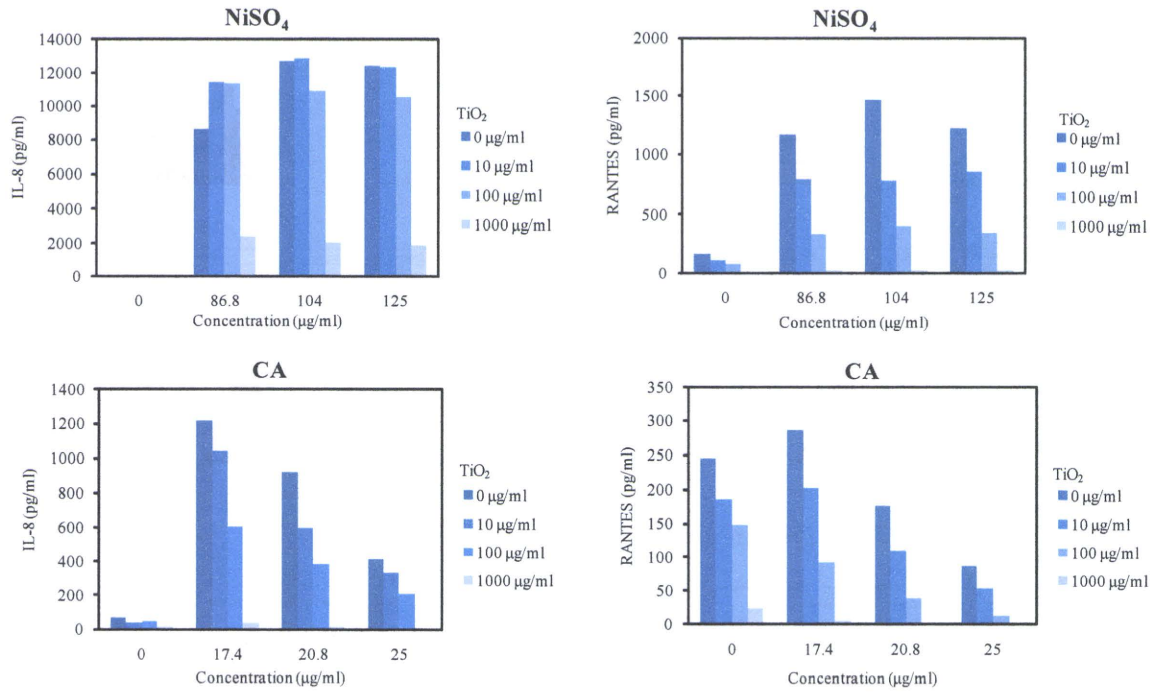 NiSO4
14000
12000
10000
8000
6000
4000
2000
0
IL-8 (pg/ml)
0 86.8 104 125
Concentration (µg/ml)
TiO2
0 µg/ml
10 µg/ml
100 µg/ml
1000 µg/ml
NiSO4
2000
1500
1000
500
0
RANTES (pg/ml)
0 86.8 104 125
Concentration (µg/ml)
TiO2
0 µg/ml
10 µg/ml
100 µg/ml
1000 µg/ml
CA
1400
1200
1000
800
600
400
200
0
IL-8 (pg/ml)
0 17.4 20.8 25
Concentration (µg/ml)
TiO2
0 µg/ml
10 µg/ml
100 µg/ml
1000 µg/ml
CA
350
300
250
200
150
100
50
0
RANTES (pg/ml)
0 17.4 20.8 25
Concentration (µg/ml)
TiO2
0 µg/ml
10 µg/ml
100 µg/ml
1000 µg/ml